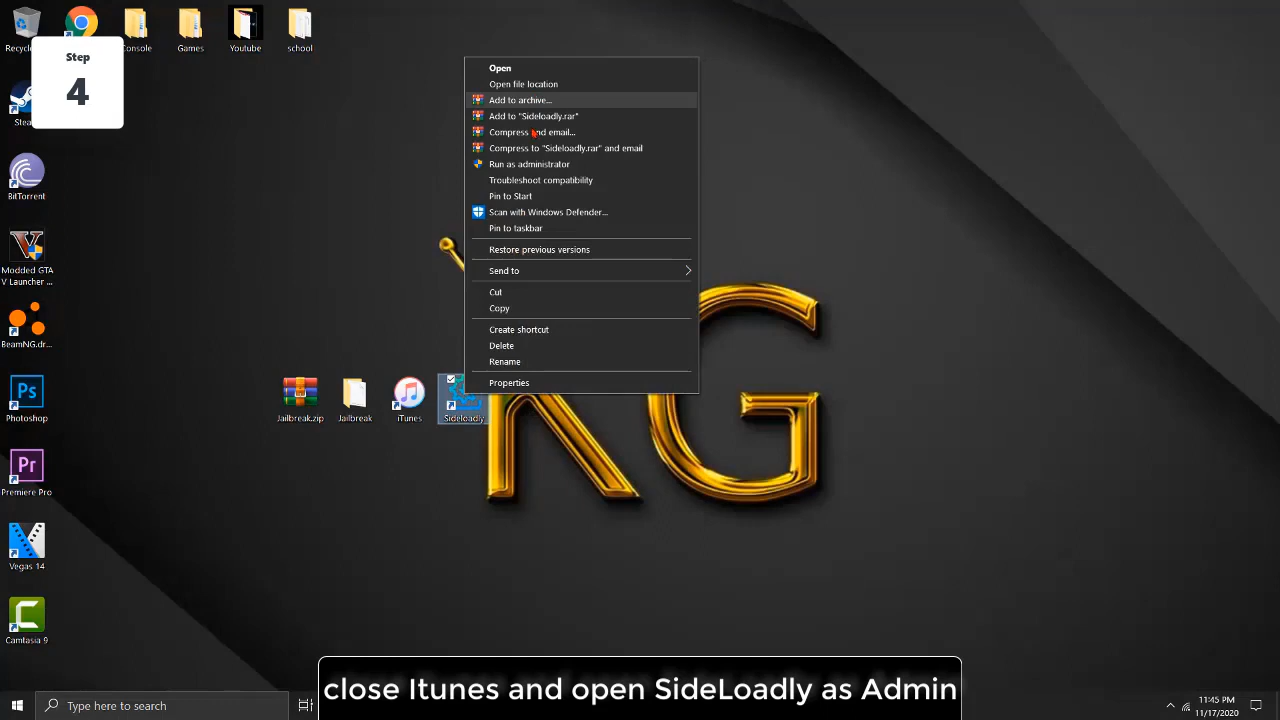 Recycle
Console
Games
Youtube
school
Step
4
Steam
BitTorrent
Modded GTA
V Launcher ...
BeamNG.dr...
Ps
Photoshop
Pr
Premiere Pro
Vegas 14
Camtasia 9
Open
Open file location
Add to archive...
Add to "Sideloadly.rar"
Compress and email...
Compress to "Sideloadly.rar" and email
Run as administrator
Troubleshoot compatibility
Pin to Start
Scan with Windows Defender...
Pin to taskbar
Restore previous versions
Send to
Cut
Copy
Create shortcut
Delete
Rename
Properties
Jailbreak.zip
Jailbreak
iTunes
Sideloadly
RG
close Itunes and open SideLoadly as Admin
Type here to search
11:45 PM
11/17/2020